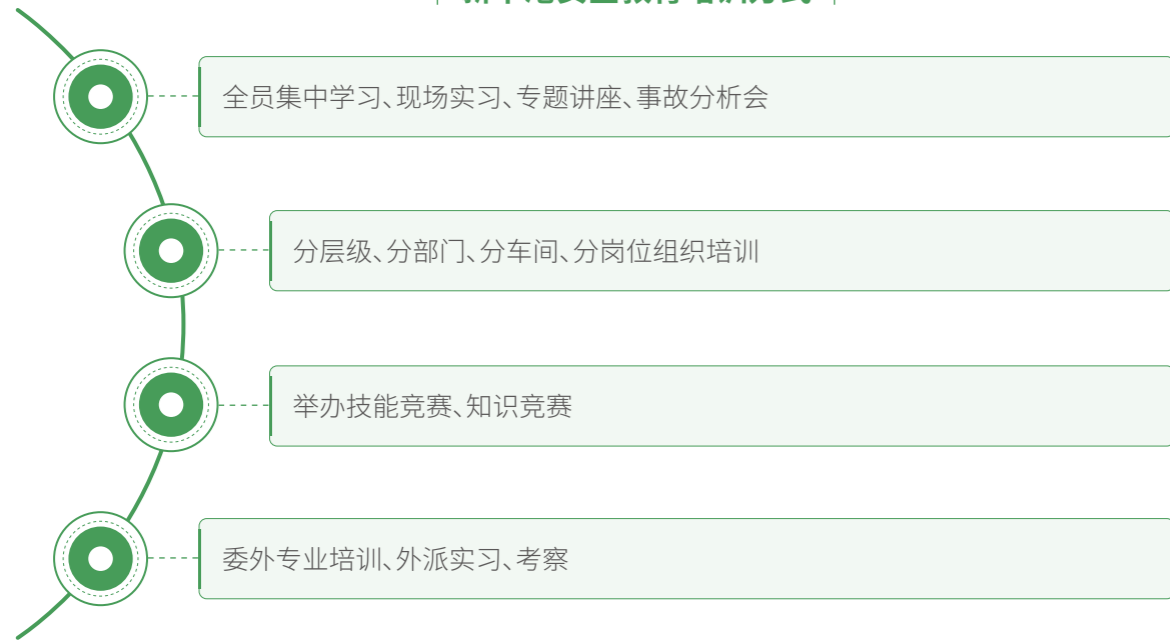 全员集中学习、现场实习、专题讲座、事故分析会
分层级、分部门、分车间、分岗位组织培训
举办技能竞赛、知识竞赛
委外专业培训、外派实习、考察